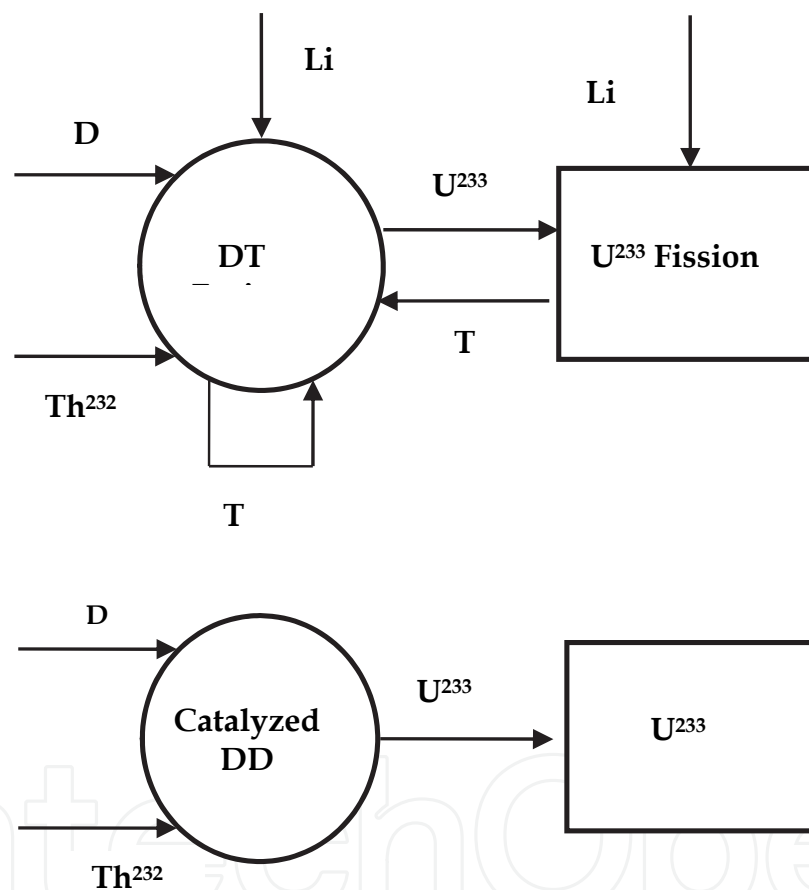 Li
Li
D
U²³³
DT
U²³³ Fission
T
Th²³²
T
D
U²³³
Catalyzed
DD
U²³³
Th²³²